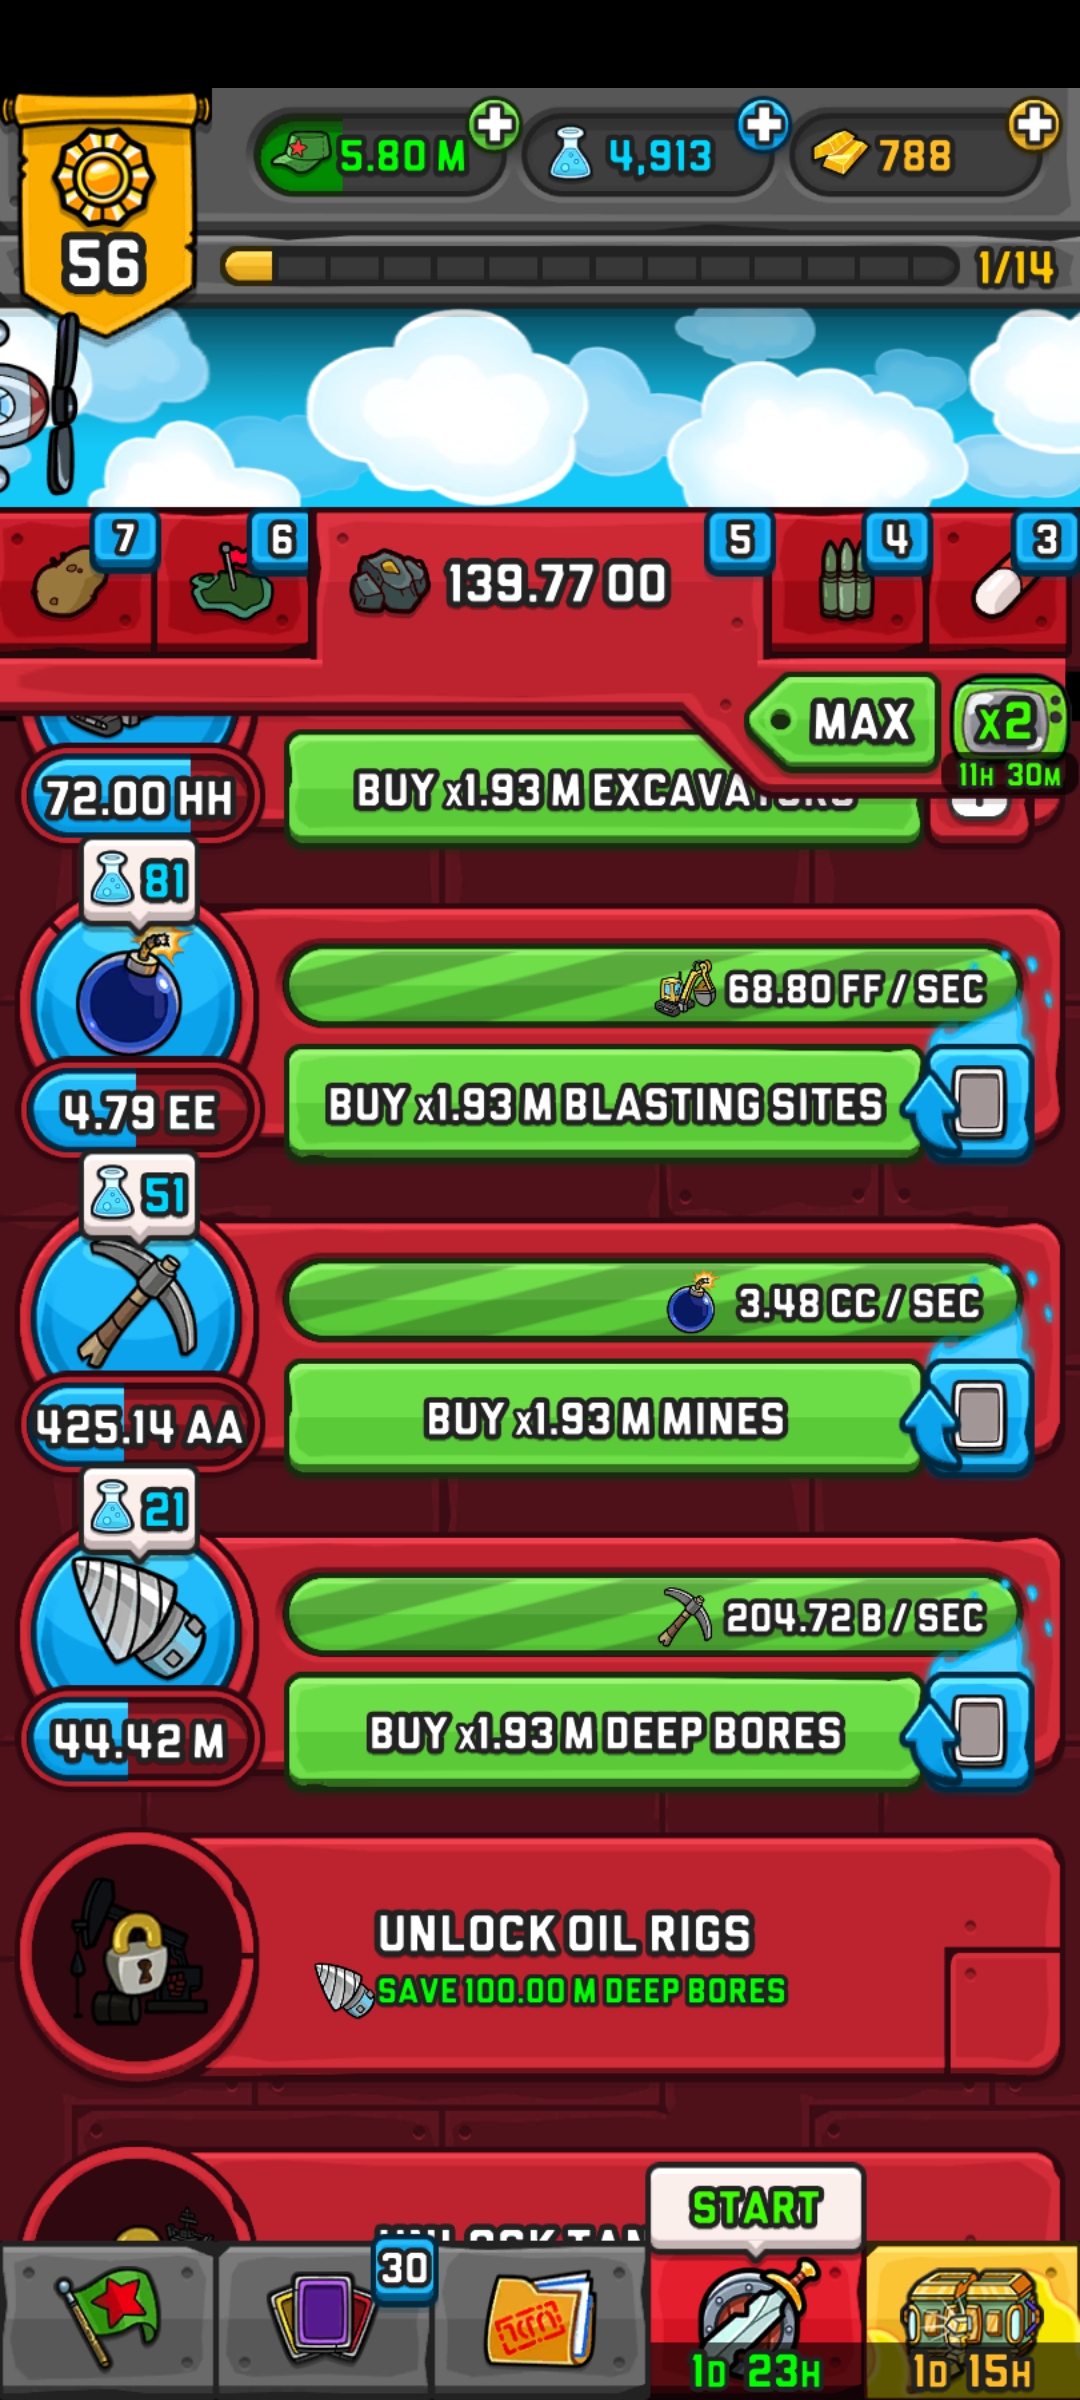 5.80 M
4,913
788
56
1/14
7
6
139.77 OO
5
4
3
MAX
x2
11H 30M
72.00 HH
BUY x1.93 M EXCAVATORS
81
68.80 FF / SEC
4.79 EE
BUY x1.93 M BLASTING SITES
51
3.48 CC / SEC
425.14 AA
BUY x1.93 M MINES
21
204.72 B / SEC
44.42 M
BUY x1.93 M DEEP BORES
UNLOCK OIL RIGS
SAVE 100.00 M DEEP BORES
START
UNLOCK
30
1D 23H
1D 15H